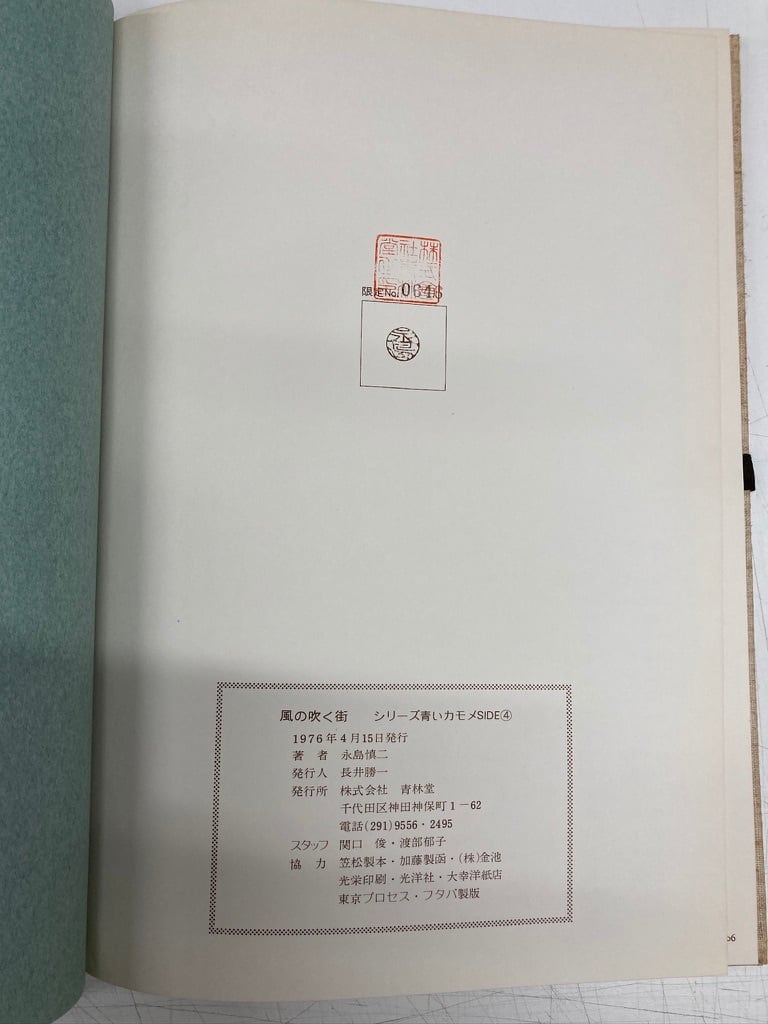 限定No. 0646
永島
風の吹く街　シリーズ青いカモメSIDE④
1976年4月15日発行
著　者　永島慎二
発行人　長井勝一
発行所　株式会社　青林堂
千代田区神田神保町1－62
電話(291)9556・2495
スタッフ　関口　俊・渡部郁子
協　力　笠松製本・加藤製函・(株)金池
光栄印刷・光洋社・大幸洋紙店
東京プロセス・フタバ製版